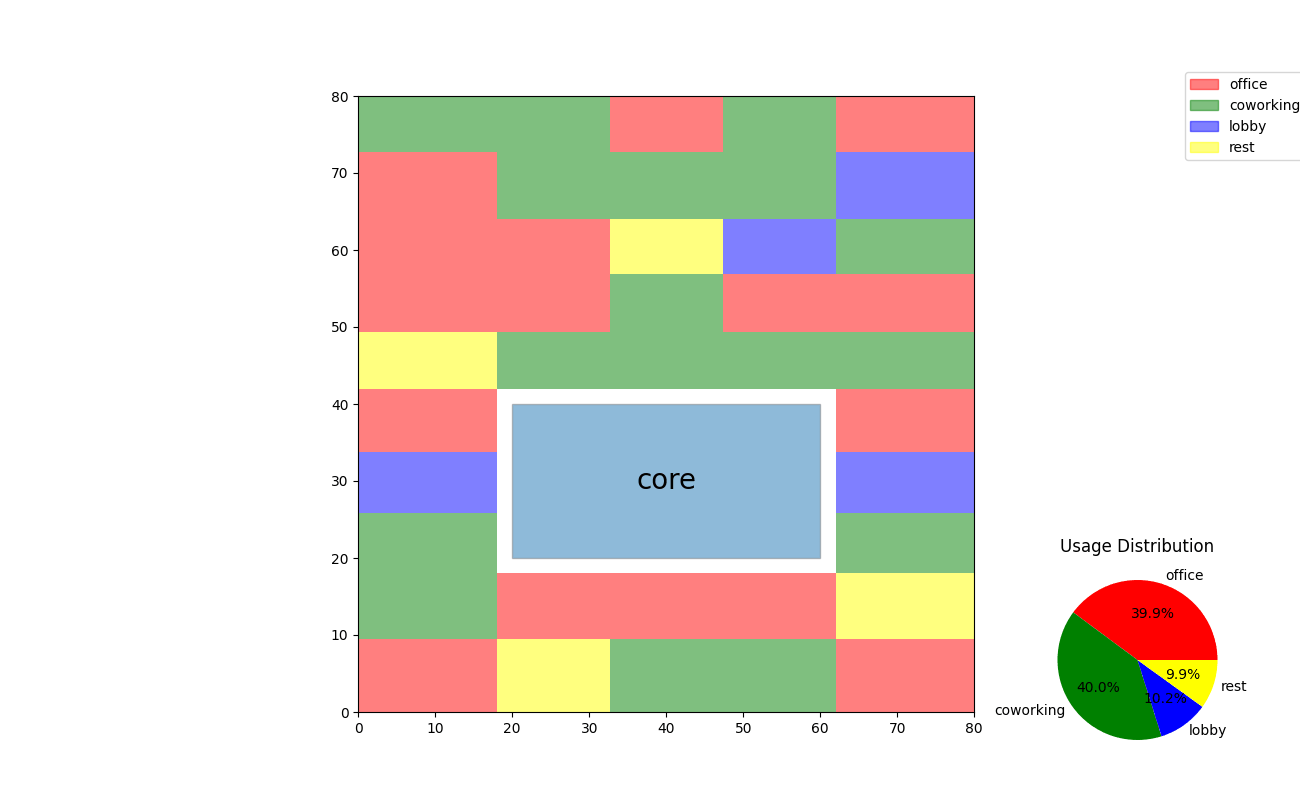 office
coworking
lobby
rest
80
70
60
50
40
30
20
10
0
core
0 10 20 30 40 50 60 70 80
Usage Distribution
office
39.9%
9.9%
rest
40.0%
10.2%
coworking
lobby